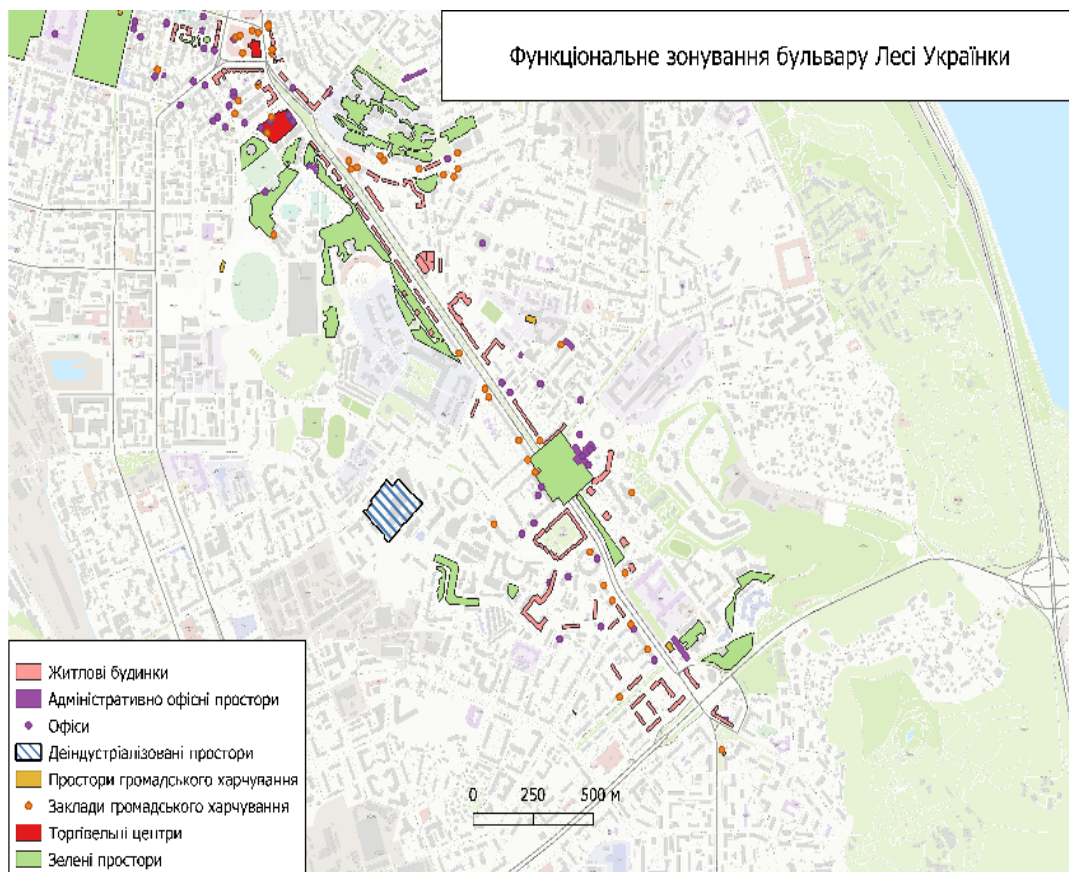 Функціональне зонування бульвару Лесі Українки
Житлові будинки
Адміністративно офісні простори
Офіси
Деіндустріалізовані простори
Простори громадського харчування
Заклади громадського харчування
Торгівельні центри
Зелені простори
0 250 500 м